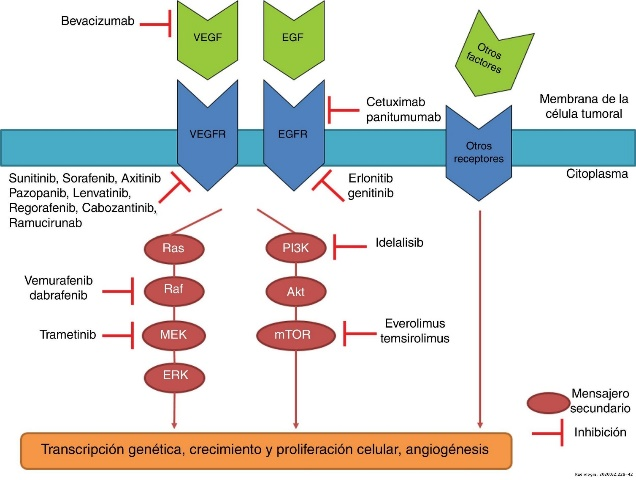 Bevacizumab
VEGF
EGF
Otros
factores
Cetuximab
panitumumab
Membrana de la
célula tumoral
VEGFR
EGFR
Otros
receptores
Citoplasma
Sunitinib, Sorafenib, Axitinib
Pazopanib, Lenvatinib,
Regorafenib, Cabozantinib,
Ramucirunab
Erlonitib
genitinib
Ras
PI3K
Idelalisib
Vemurafenib
dabrafenib
Raf
Akt
Trametinib
MEK
mTOR
Everolimus
temsirolimus
ERK
Mensajero
secundario
Inhibición
Transcripción genética, crecimiento y proliferación celular, angiogénesis